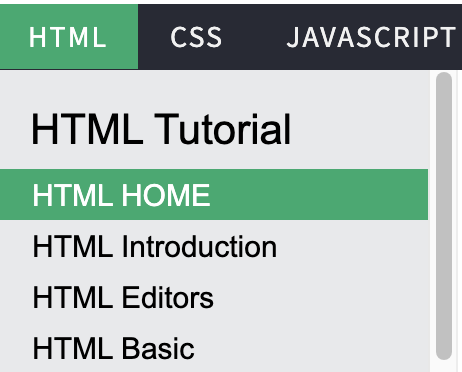 HTML CSS JAVASCRIPT
HTML Tutorial
HTML HOME
HTML Introduction
HTML Editors
HTML Basic